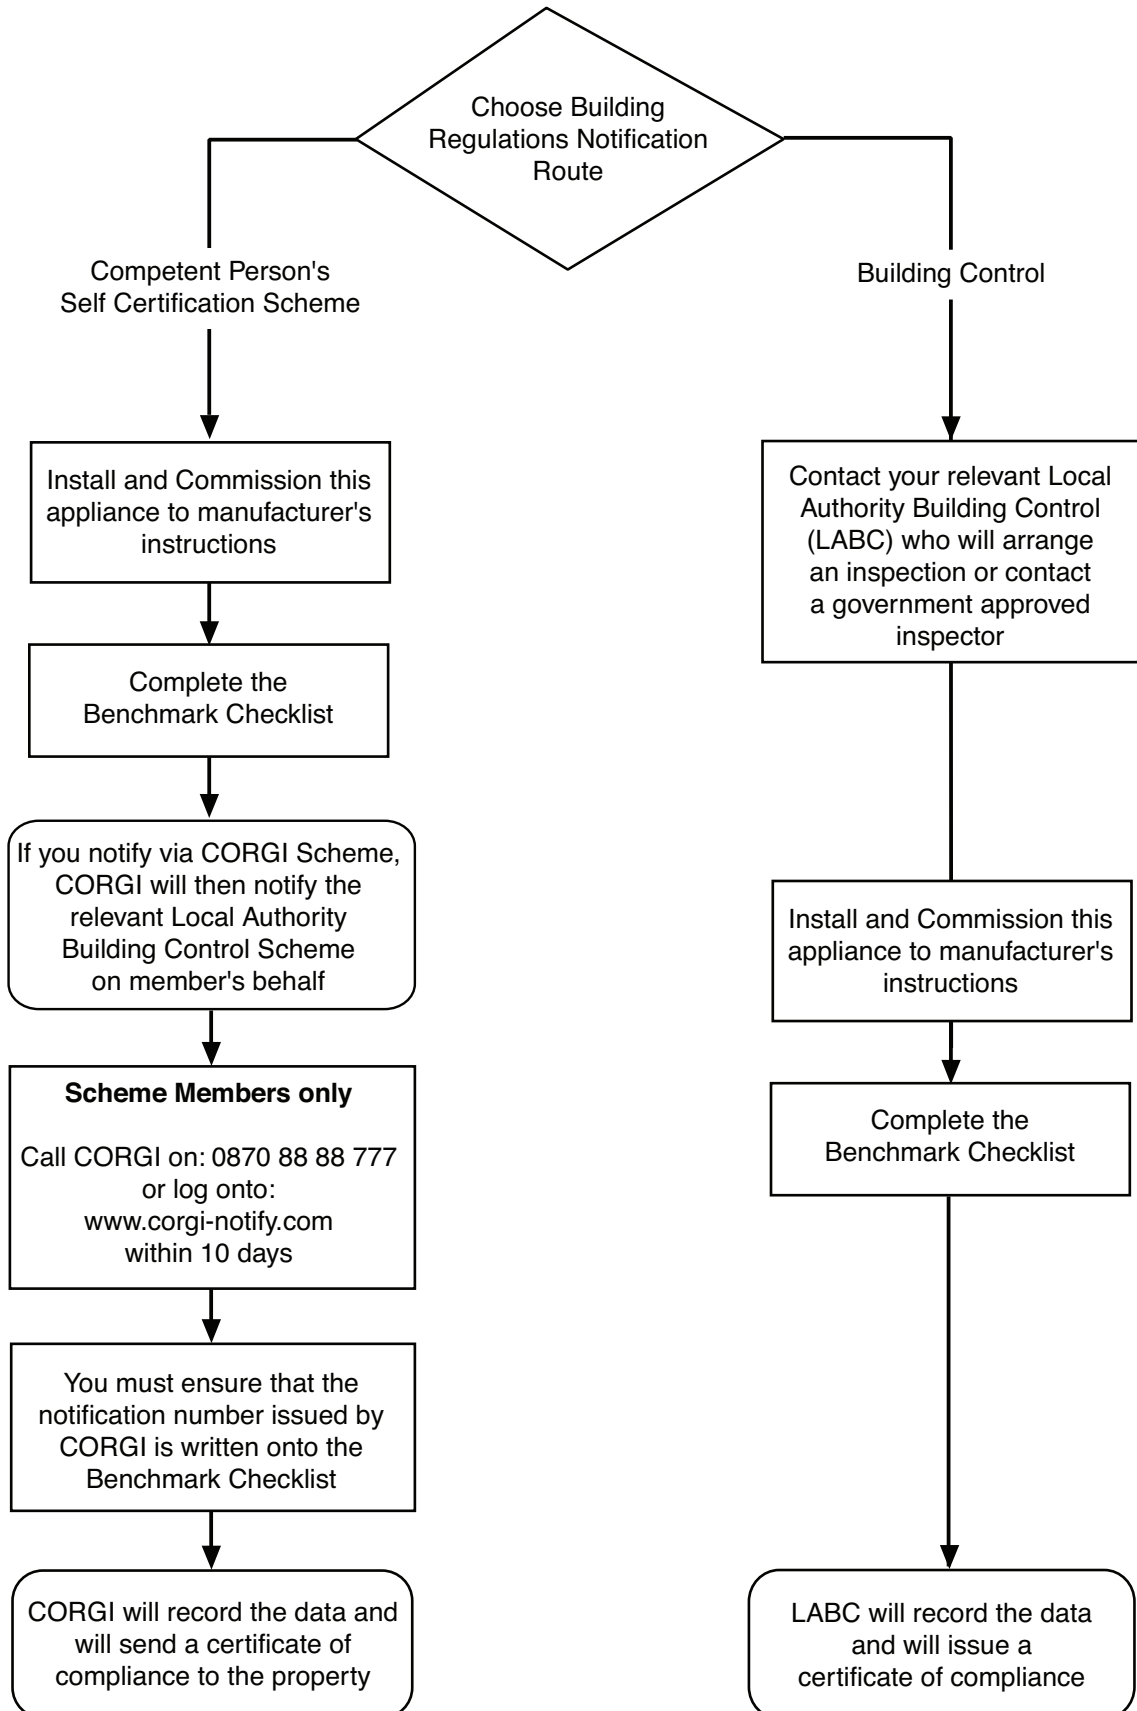 Choose Building
Regulations Notification
Route
Competent Person's
Self Certification Scheme
Building Control
Install and Commission this
appliance to manufacturer's
instructions
Complete the
Benchmark Checklist
If you notify via CORGI Scheme,
CORGI will then notify the
relevant Local Authority
Building Control Scheme
on member's behalf
Scheme Members only
Call CORGI on: 0870 88 88 777
or log onto:
www.corgi-notify.com
within 10 days
You must ensure that the
notification number issued by
CORGI is written onto the
Benchmark Checklist
CORGI will record the data and
will send a certificate of
compliance to the property
Contact your relevant Local
Authority Building Control
(LABC) who will arrange
an inspection or contact
a government approved
inspector
Install and Commission this
appliance to manufacturer's
instructions
Complete the
Benchmark Checklist
LABC will record the data
and will issue a
certificate of compliance